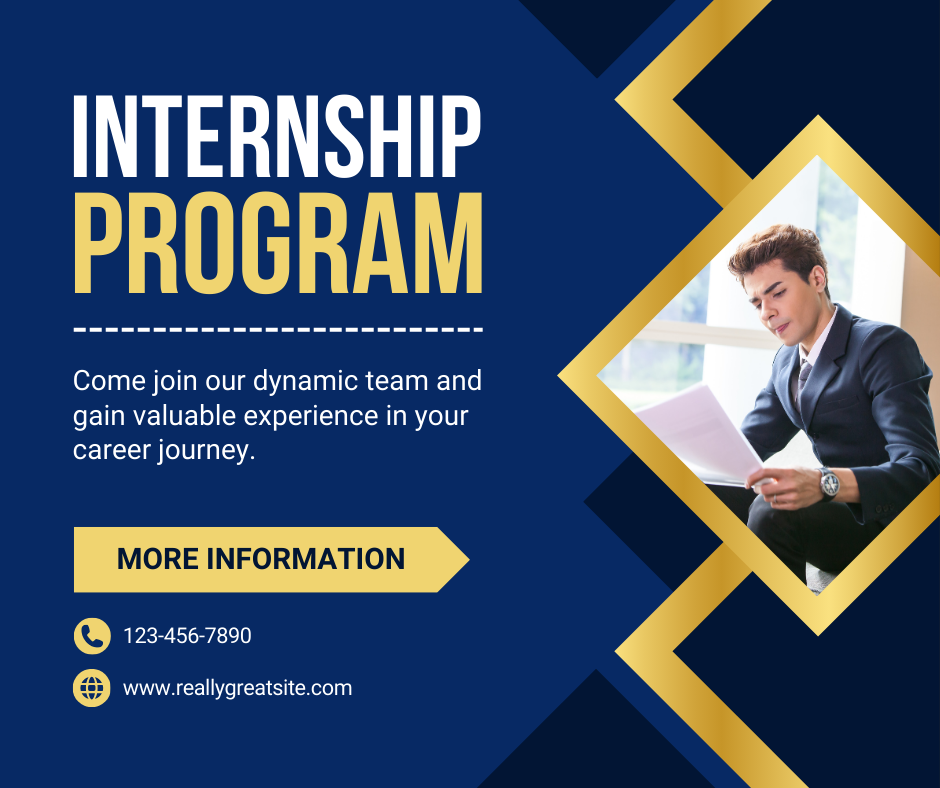 INTERNSHIP
PROGRAM
Come join our dynamic team and
gain valuable experience in your
career journey.
MORE INFORMATION
123-456-7890
www.reallygreatsite.com